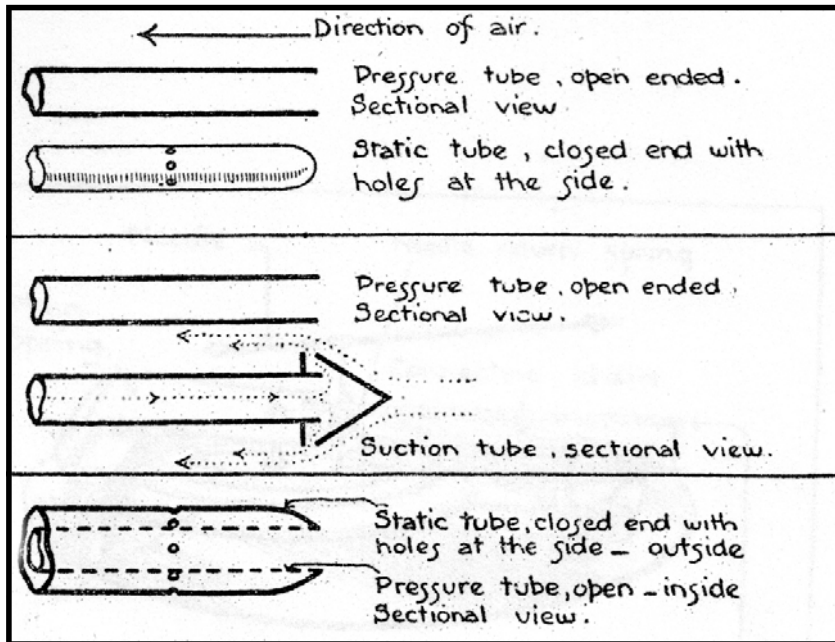 Direction of air.
Pressure tube, open ended.
Sectional view
Static tube, closed end with
holes at the side.
Pressure tube, open ended.
Sectional view.
Suction tube, sectional view.
Static tube, closed end with
holes at the side – outside
Pressure tube, open – inside
Sectional view.